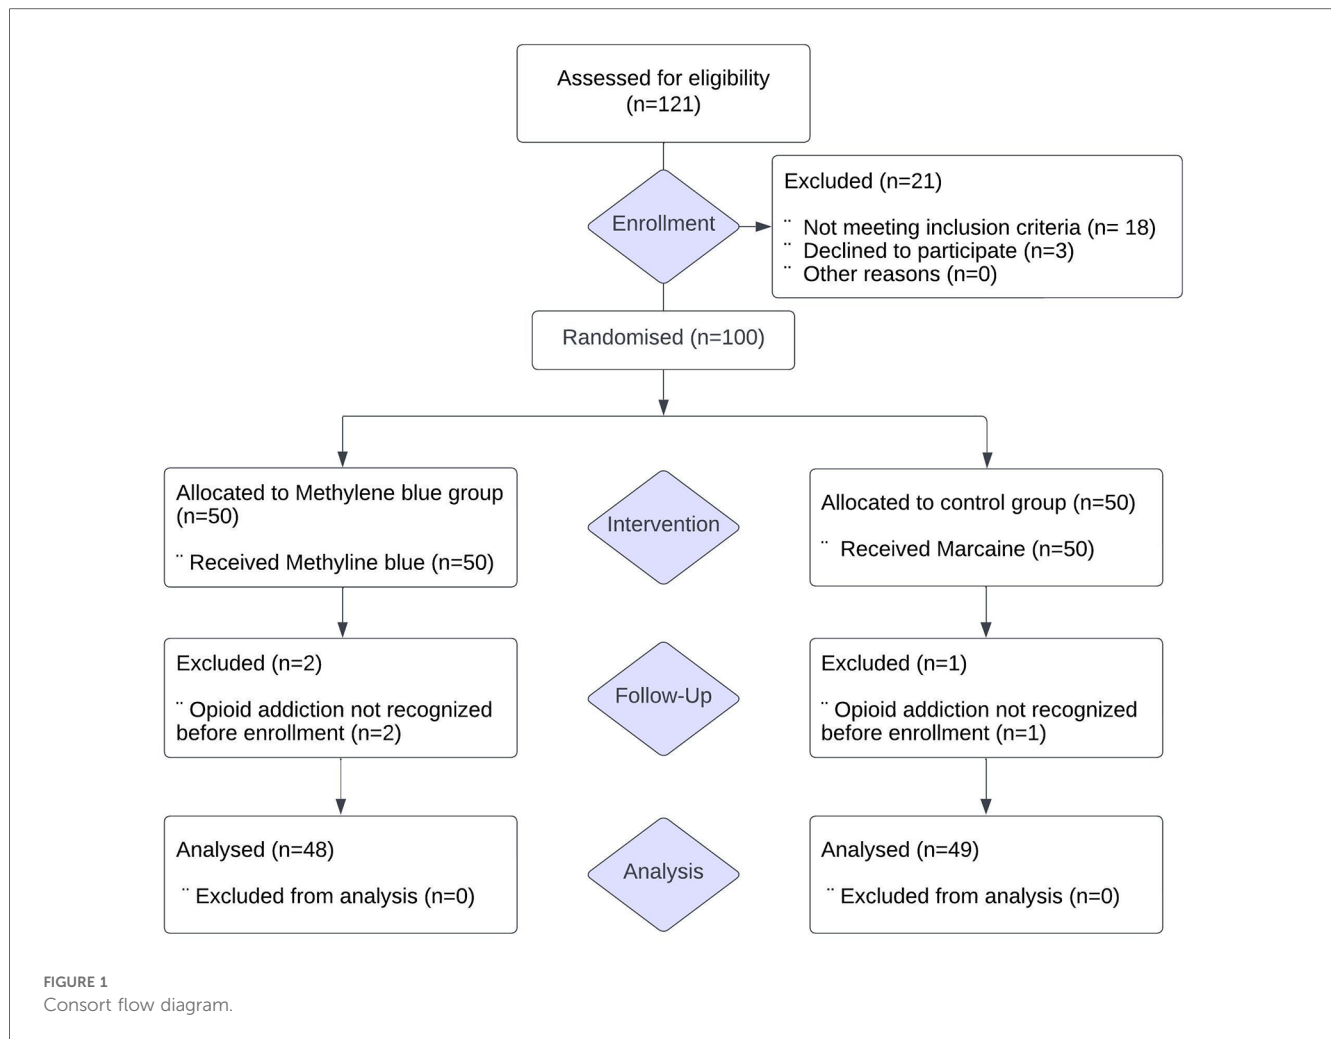 Assessed for eligibility
(n=121)
Enrollment
Excluded (n=21)
¨ Not meeting inclusion criteria (n= 18)
¨ Declined to participate (n=3)
¨ Other reasons (n=0)
Randomised (n=100)
Allocated to Methylene blue group
(n=50)
¨ Received Methyline blue (n=50)
Intervention
Allocated to control group (n=50)
¨ Received Marcaine (n=50)
Excluded (n=2)
¨ Opioid addiction not recognized
before enrollment (n=2)
Follow-Up
Excluded (n=1)
¨ Opioid addiction not recognized
before enrollment (n=1)
Analysed (n=48)
¨ Excluded from analysis (n=0)
Analysis
Analysed (n=49)
¨ Excluded from analysis (n=0)
FIGURE 1
Consort flow diagram.